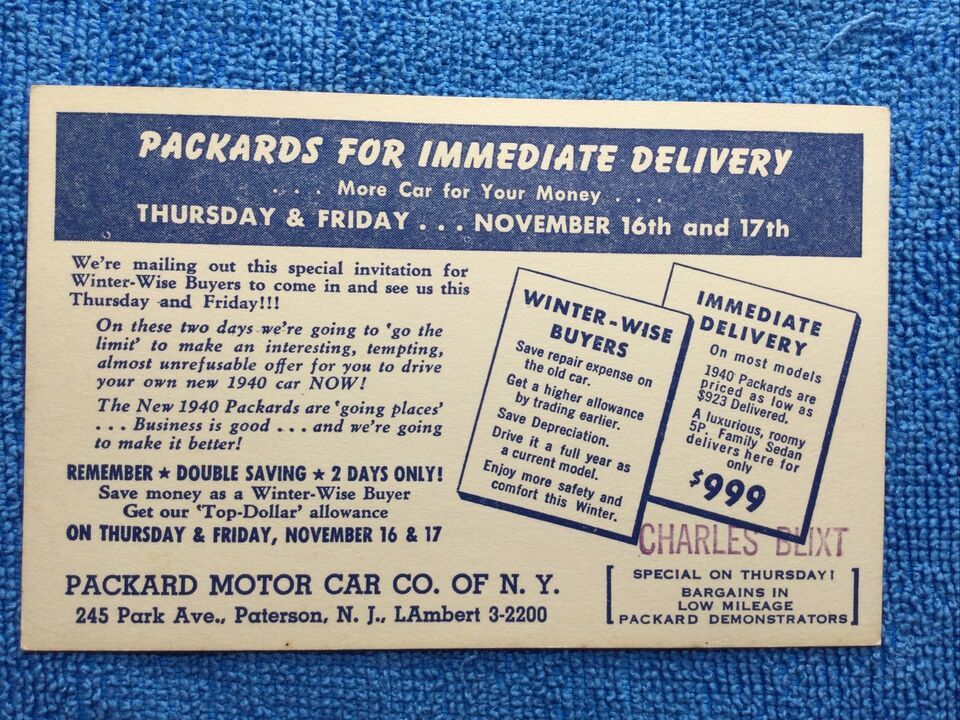 PACKARDS FOR IMMEDIATE DELIVERY
. . . More Car for Your Money . . .
THURSDAY & FRIDAY . . . NOVEMBER 16th and 17th
We're mailing out this special invitation for
Winter-Wise Buyers to come in and see us this
Thursday and Friday!!!
On these two days we're going to 'go the
limit' to make an interesting, tempting,
almost unrefusable offer for you to drive
your own new 1940 car NOW!
The New 1940 Packards are 'going places'
. . . Business is good . . . and we're going
to make it better!
REMEMBER ★ DOUBLE SAVING ★ 2 DAYS ONLY!
Save money as a Winter-Wise Buyer
Get our 'Top-Dollar' allowance
ON THURSDAY & FRIDAY, NOVEMBER 16 & 17
PACKARD MOTOR CAR CO. OF N. Y.
245 Park Ave., Paterson, N. J., LAmbert 3-2200
WINTER-WISE
BUYERS
Save repair expense on
the old car.
Get a higher allowance
by trading earlier.
Save Depreciation.
Drive it a full year as
a current model.
Enjoy more safety and
comfort this Winter.
IMMEDIATE
DELIVERY
On most models
1940 Packards are
priced as low as
$923 Delivered.
A luxurious, roomy
5P. Family Sedan
delivers here for
only
$999
CHARLES BLIXT
SPECIAL ON THURSDAY!
BARGAINS IN
LOW MILEAGE
PACKARD DEMONSTRATORS